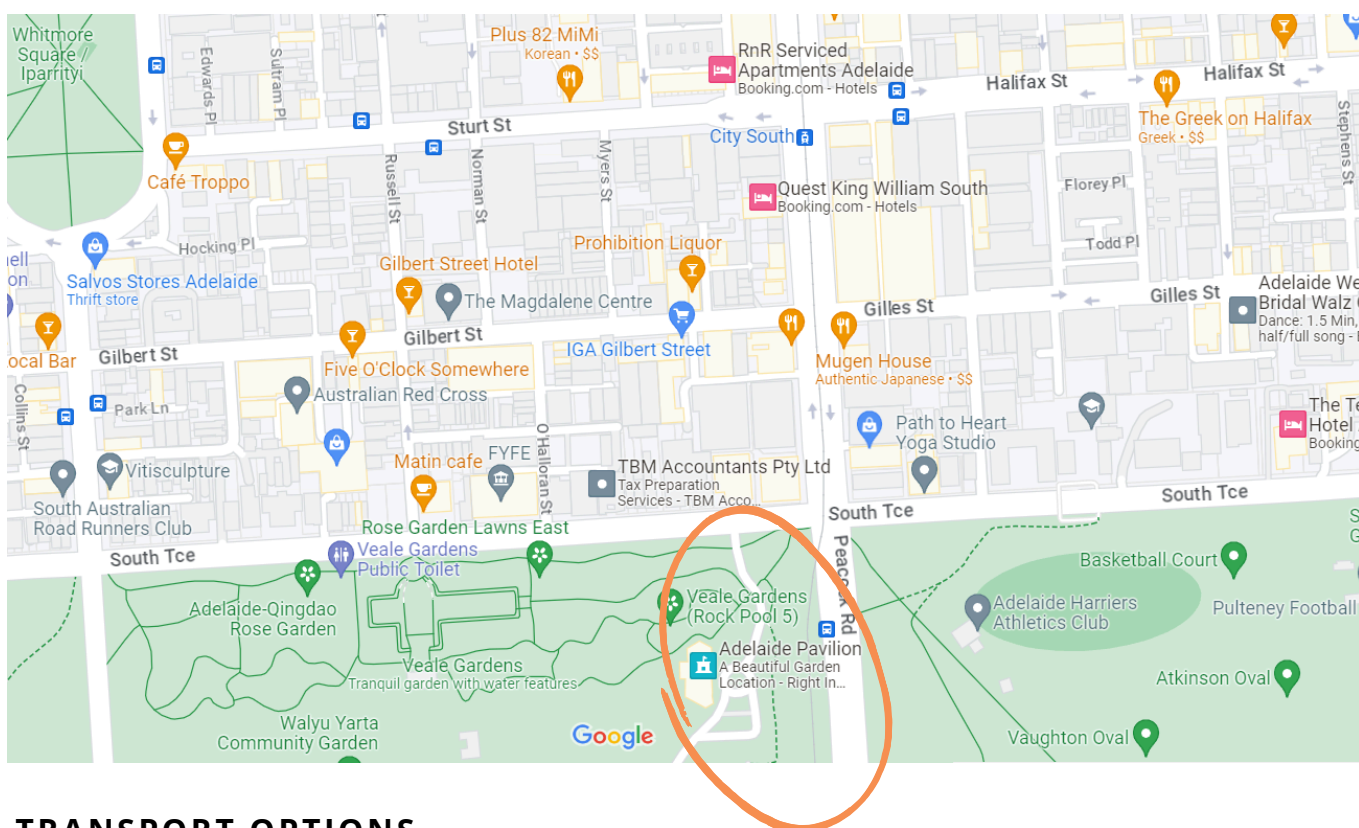 Whitmore
Square /
Iparrityi
Edwards Pl
Sultram Pl
Plus 82 MiMi
Korean • $$
RnR Serviced
Apartments Adelaide
Booking.com - Hotels
Halifax St
Halifax St
The Greek on Halifax
Greek • $$
Stephens St
Sturt St
City South
Café Troppo
Russell St
Norman St
Myers St
Quest King William South
Booking.com - Hotels
Florey Pl
Todd Pl
Hocking Pl
ell
on
Salvos Stores Adelaide
Thrift store
Gilbert Street Hotel
The Magdalene Centre
Prohibition Liquor
Gilles St
Gilles St
Adelaide We
Bridal Walz
Dance: 1.5 Min,
half/full song -
ocal Bar
Gilbert St
Gilbert St
IGA Gilbert Street
Five O'Clock Somewhere
Mugen House
Authentic Japanese • $$
Australian Red Cross
Collins St
Park Ln
Path to Heart
Yoga Studio
The Te
Hotel
Booking
O'Halloran St
Vitisculpture
Matin cafe
FYFE
TBM Accountants Pty Ltd
Tax Preparation
Services - TBM Acco...
South Australian
Road Runners Club
South Tce
South Tce
South Tce
Rose Garden Lawns East
Veale Gardens
Public Toilet
Peacock Rd
Basketball Court
S
G
Adelaide-Qingdao
Rose Garden
Veale Gardens
(Rock Pool 5)
Adelaide Harriers
Athletics Club
Pulteney Football
Veale Gardens
Tranquil garden with water features
Adelaide Pavilion
A Beautiful Garden
Location - Right In...
Atkinson Oval
Walyu Yarta
Community Garden
Google
Vaughton Oval
TRANSPORT OPTIONS